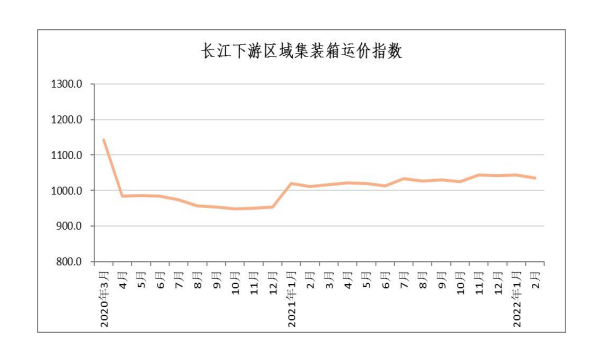 长江下游区域集装箱运价指数
1300.0
1200.0
1100.0
1000.0
900.0
800.0
2020年3月
4月
5月
6月
7月
8月
9月
10月
11月
12月
2021年1月
2月
3月
4月
5月
6月
7月
8月
9月
10月
11月
12月
2022年1月
2月